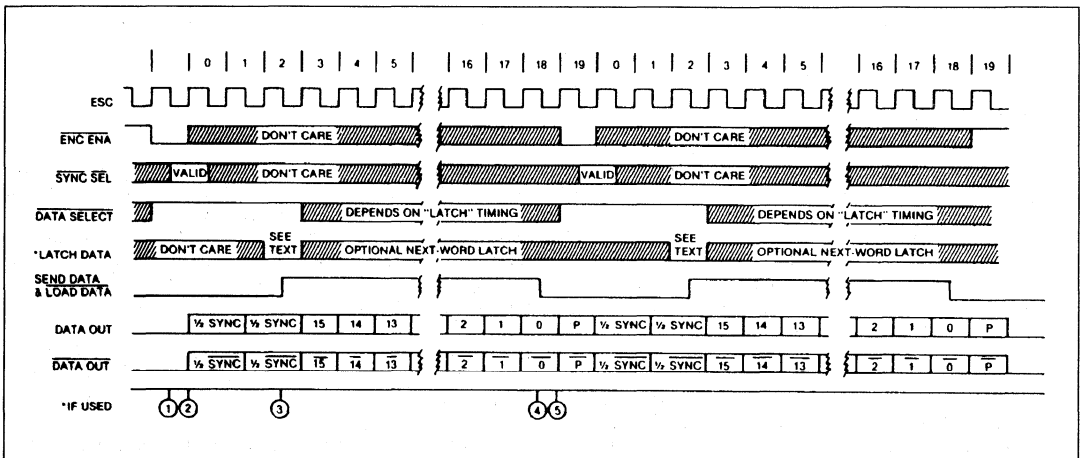 0 1 2 3 4 5 16 17 18 19 0 1 2 3 4 5 16 17 18 19
ESC
ENC ENA DON'T CARE DON'T CARE
SYNC SEL VALID DON'T CARE VALID DON'T CARE
DATA SELECT DEPENDS ON "LATCH" TIMING DEPENDS ON "LATCH" TIMING
*LATCH DATA DON'T CARE SEE TEXT OPTIONAL NEXT-WORD LATCH SEE TEXT OPTIONAL NEXT-WORD LATCH
SEND DATA
& LOAD DATA
DATA OUT ½ SYNC ½ SYNC 15 14 13 2 1 0 P ½ SYNC ½ SYNC 15 14 13 2 1 0 P
DATA OUT ½ SYNC ½ SYNC 15 14 13 2 1 0 P ½ SYNC ½ SYNC 15 14 13 2 1 0 P
*IF USED 1 2 3 4 5